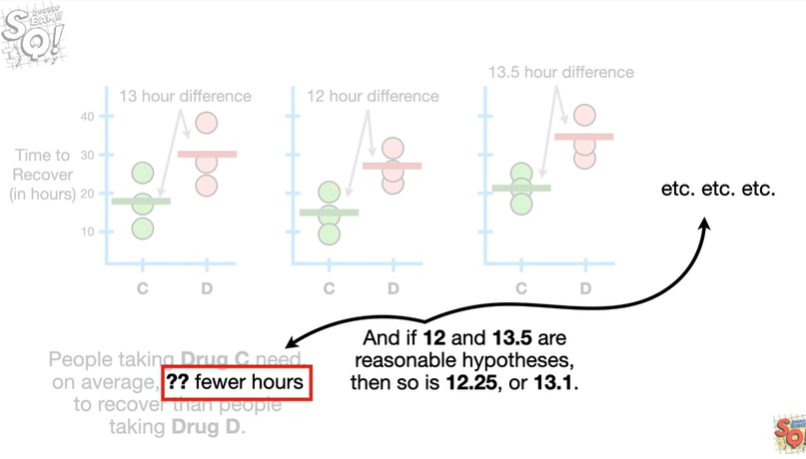 13 hour difference
12 hour difference
13.5 hour difference
Time to
Recover
(in hours)
40
30
20
10
C
D
C
D
C
D
etc. etc. etc.
People taking Drug C need,
on average, ?? fewer hours
to recover than people
taking Drug D.
And if 12 and 13.5 are
reasonable hypotheses,
then so is 12.25, or 13.1.
SQ!
SQ